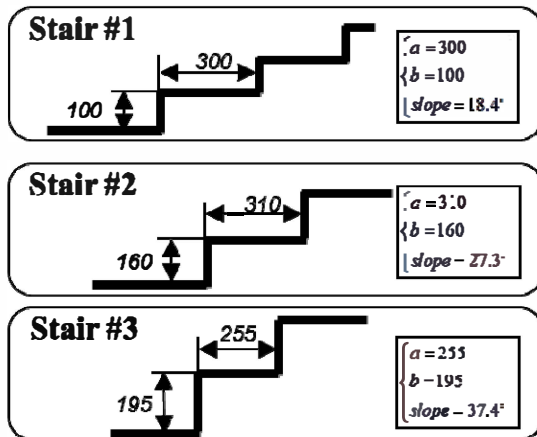 Stair #1
300
100
a = 300
b = 100
slope = 18.4°
Stair #2
310
160
a = 310
b = 160
slope – 27.3°
Stair #3
255
195
a = 255
b –195
slope – 37.4°